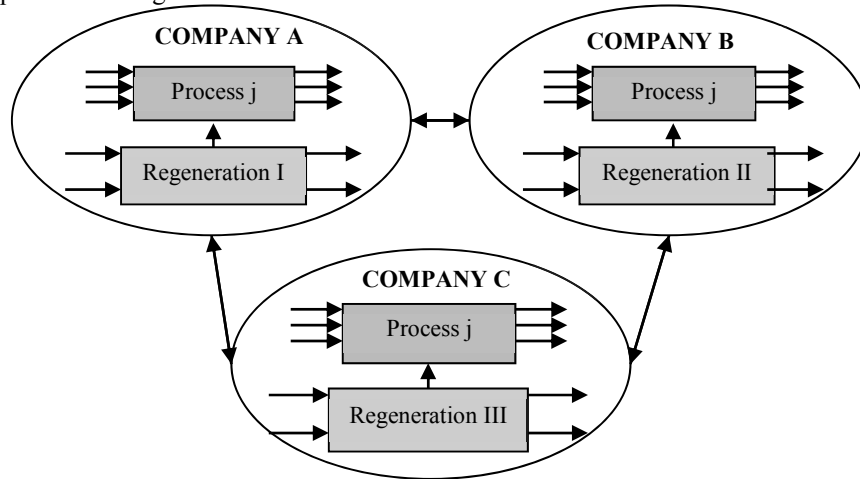 COMPANY A
Process j
Regeneration I
COMPANY B
Process j
Regeneration II
COMPANY C
Process j
Regeneration III